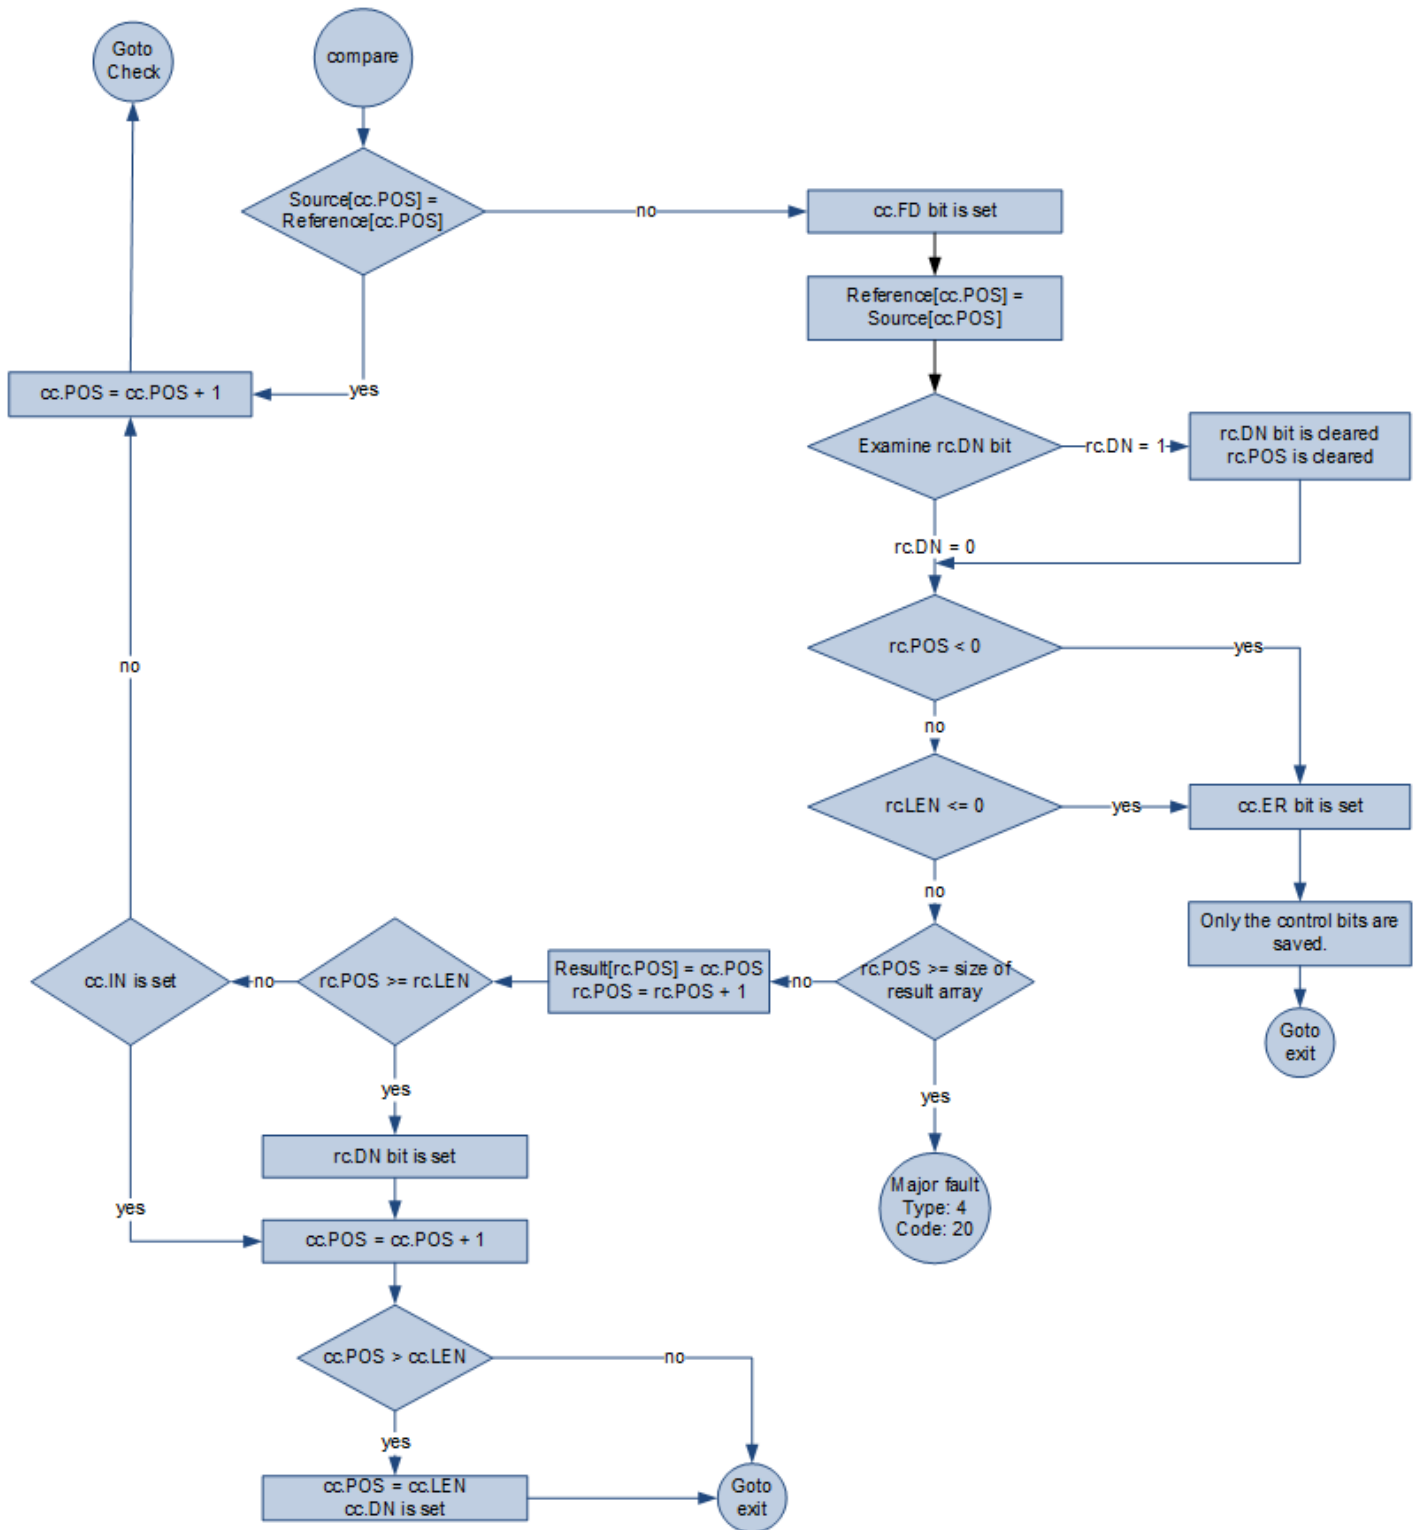 Goto
Check
compare
Source[cc.POS] =
Reference[cc.POS]
no
cc.FD bit is set
Reference[cc.POS] =
Source[cc.POS]
cc.POS = cc.POS + 1
yes
Examine rc.DN bit
rc.DN = 1
rc.DN bit is cleared
rc.POS is cleared
rc.DN = 0
rc.POS < 0
yes
no
no
rc.LEN <= 0
yes
cc.ER bit is set
no
Only the control bits are
saved.
cc.IN is set
no
rc.POS >= rc.LEN
Result[rc.POS] = cc.POS
rc.POS = rc.POS + 1
no
rc.POS >= size of
result array
Goto
exit
yes
yes
rc.DN bit is set
Major fault
Type: 4
Code: 20
yes
cc.POS = cc.POS + 1
cc.POS > cc.LEN
no
yes
cc.POS = cc.LEN
cc.DN is set
Goto
exit